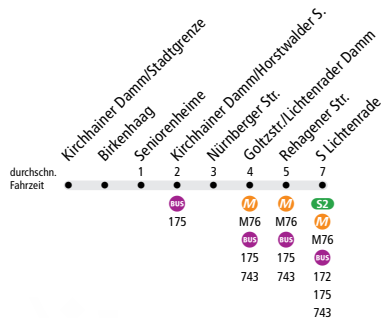 Kirchhainer Damm/Stadtgrenze
Birkenhaag
Seniorenheime
Kirchhainer Damm/Horstwalder S.
Nürnberger Str.
Goltzstr./Lichtenrader Damm
Rehagener Str.
S Lichtenrade
durchschn. 1 2 3 4 5 7
Fahrzeit
BUS M M S2
175 M76 M76 M
BUS BUS M76
175 175 BUS
743 743 172
175
743